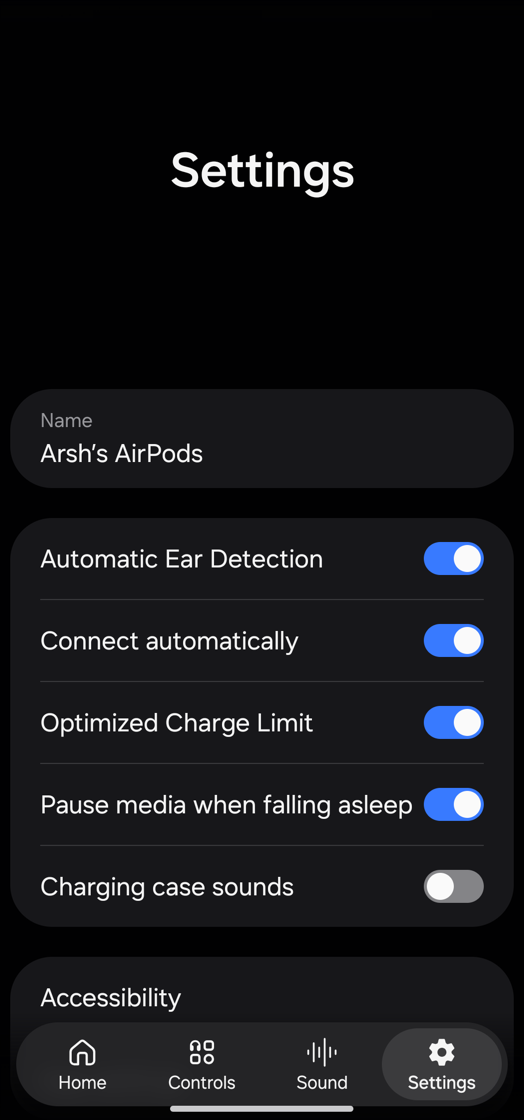 Settings
Name
Arsh's AirPods
Automatic Ear Detection
Connect automatically
Optimized Charge Limit
Pause media when falling asleep
Charging case sounds
Accessibility
Home
Controls
Sound
Settings